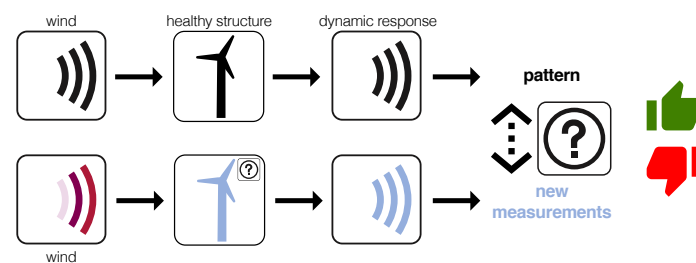 wind
healthy structure
dynamic response
pattern
?
?
new
measurements
wind